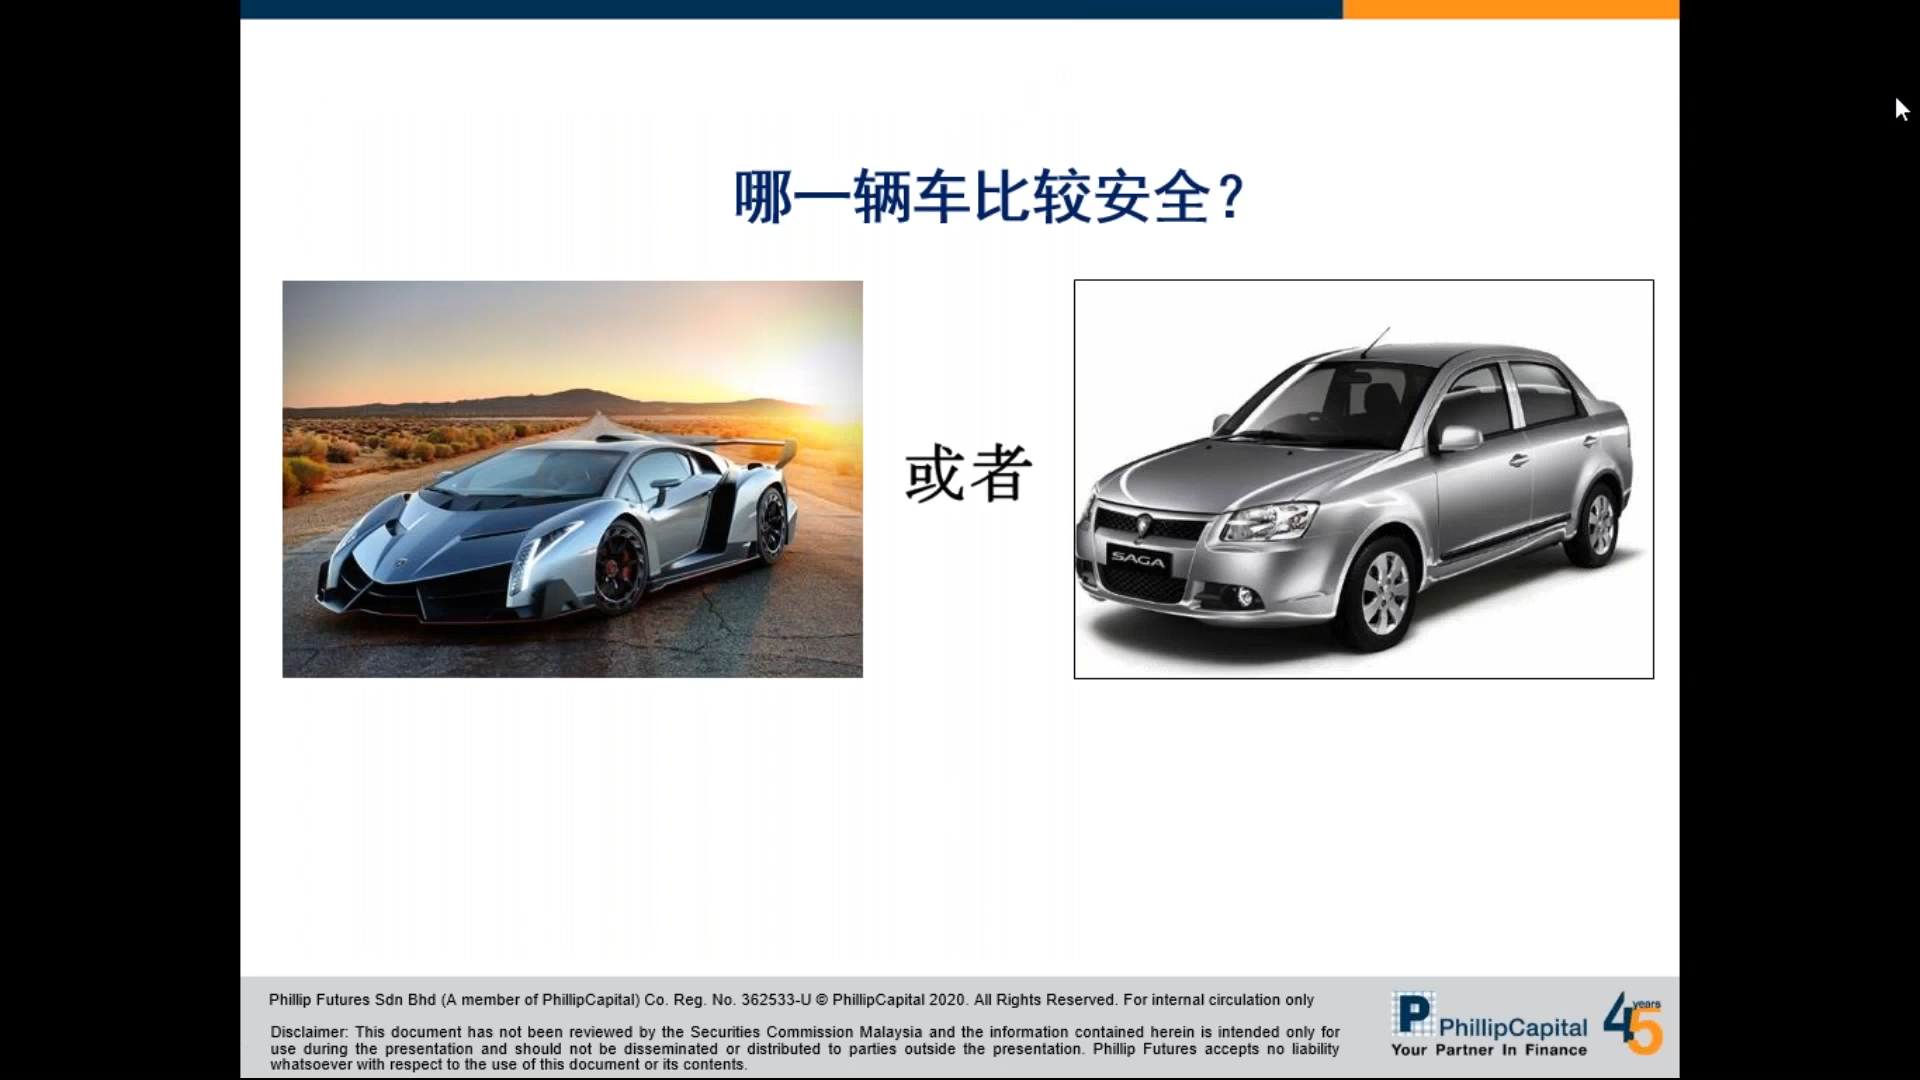 哪一辆车比较安全？
或者
SAGA
Phillip Futures Sdn Bhd (A member of PhillipCapital) Co. Reg. No. 362533-U © PhillipCapital 2020. All Rights Reserved. For internal circulation only
Disclaimer: This document has not been reviewed by the Securities Commission Malaysia and the information contained herein is intended only for
use during the presentation and should not be disseminated or distributed to parties outside the presentation. Phillip Futures accepts no liability
whatsoever with respect to the use of this document or its contents.
P PhillipCapital
Your Partner In Finance
45 years